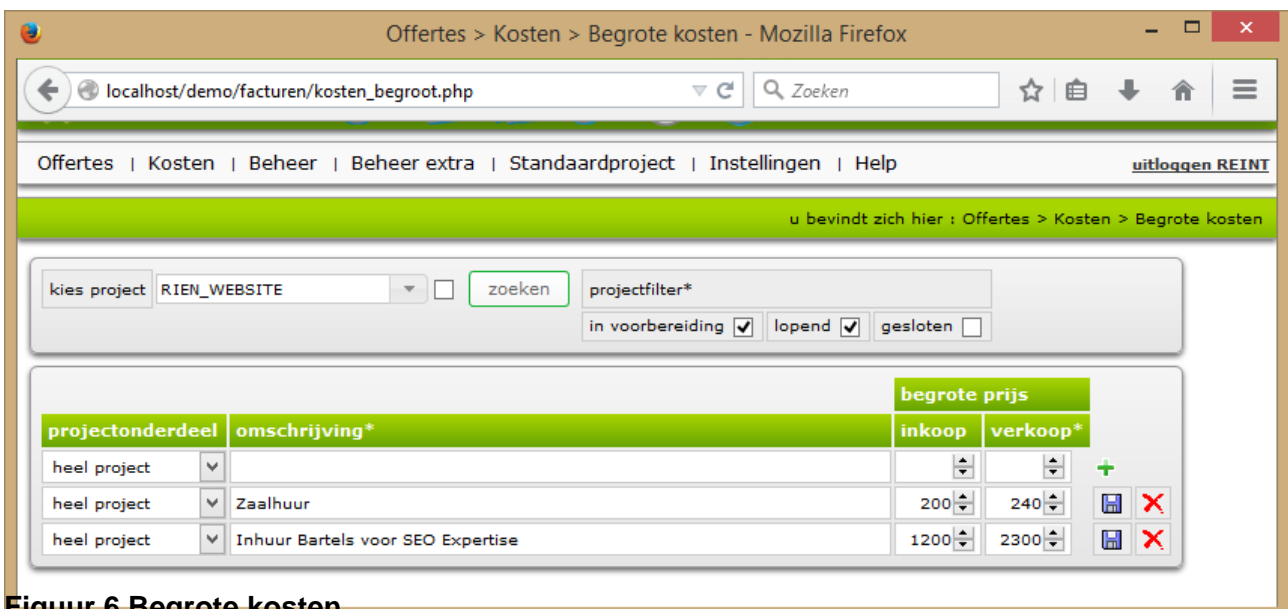 Offertes > Kosten > Begrote kosten - Mozilla Firefox
localhost/demo/facturen/kosten_begroot.php Zoeken
Offertes | Kosten | Beheer | Beheer extra | Standaardproject | Instellingen | Help uitloggen REINT
u bevindt zich hier : Offertes > Kosten > Begrote kosten
kies project RIEN_WEBSITE zoeken projectfilter*
in voorbereiding lopend gesloten
begrote prijs
projectonderdeel omschrijving* inkoop verkoop*
heel project
heel project Zaalhuur 200 240
heel project Inhuur Bartels voor SEO Expertise 1200 2300
Figuur 6 Begrote kosten